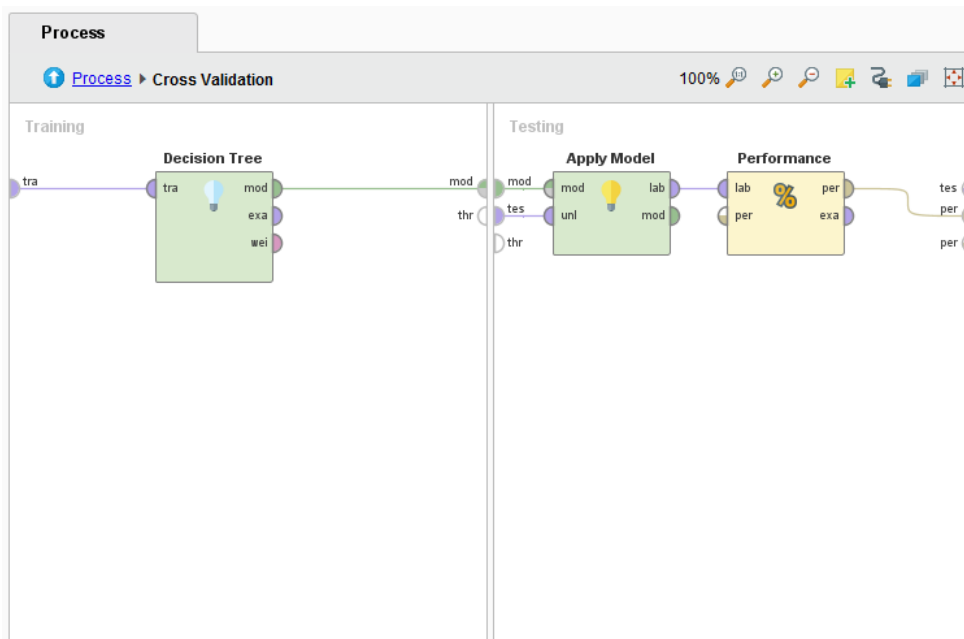 Process
Process Cross Validation 100%
Training
Decision Tree
tra
tra mod
exa
wei
mod
thr
Testing
Apply Model Performance
mod
tes
thr
mod lab
unl mod
lab per
per exa
tes
per
per